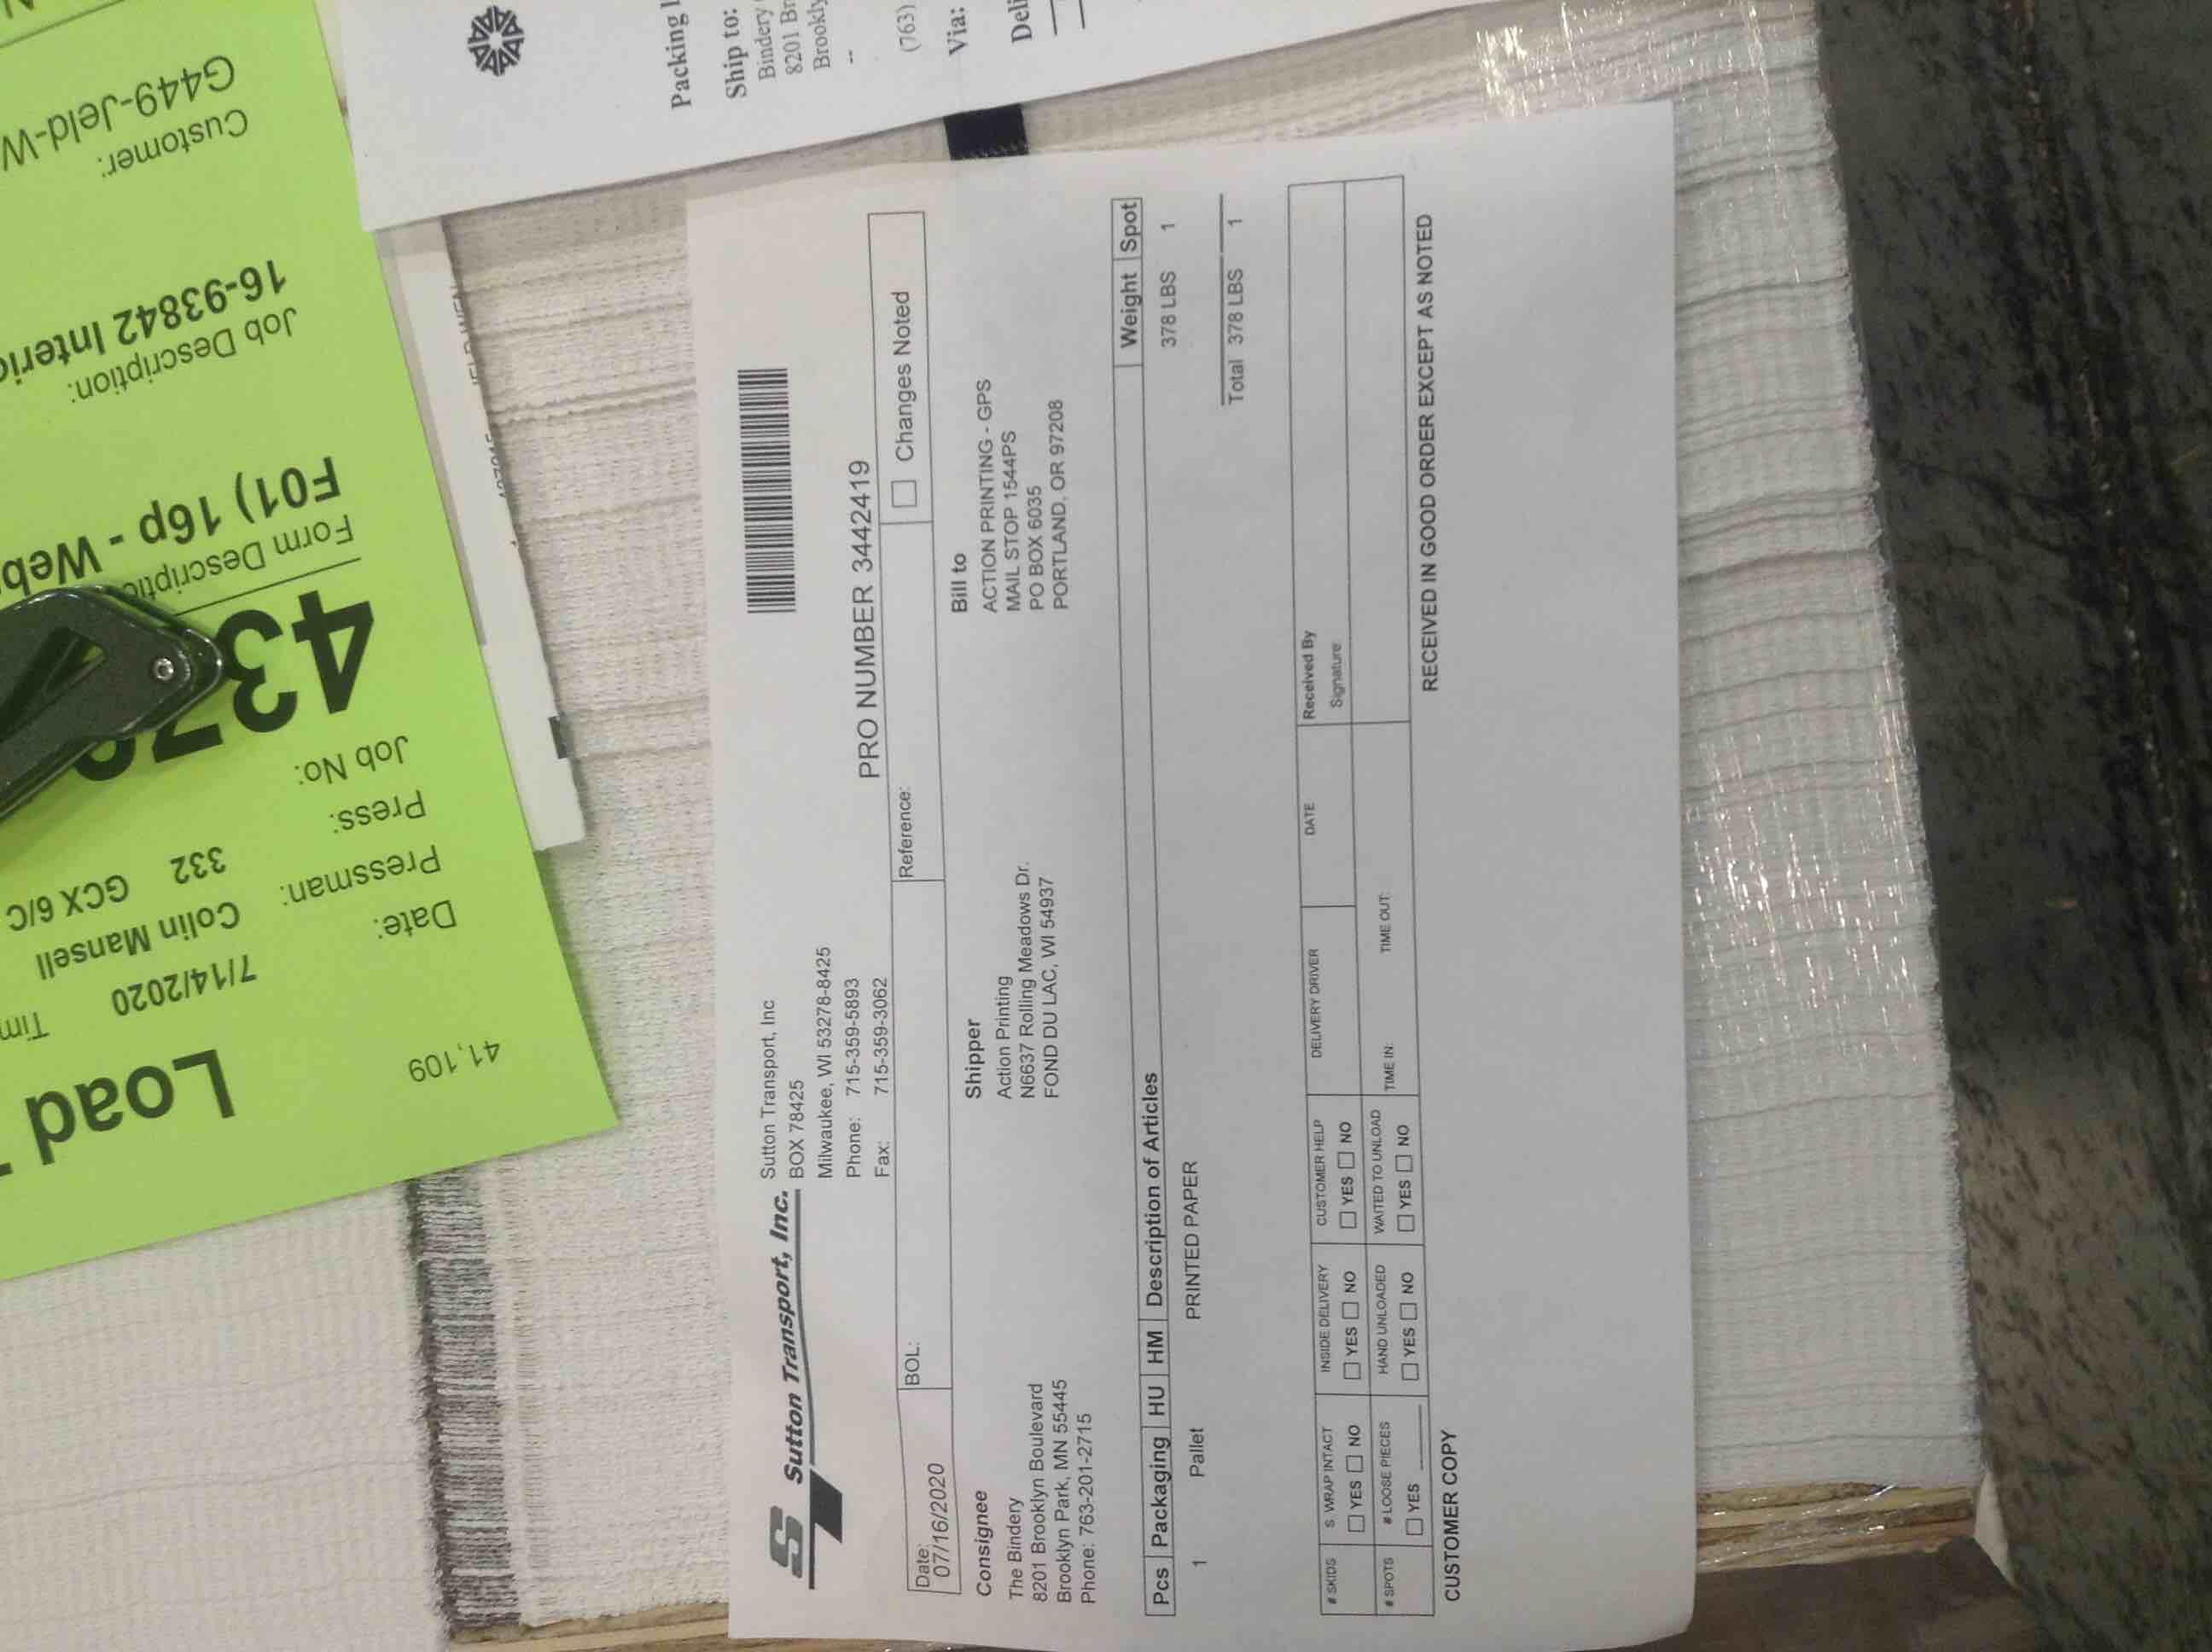 Sutton Transport, Inc.
Sutton Transport, Inc
BOX 78425
Milwaukee, WI 53278-8425
Phone: 715-359-5893
Fax: 715-359-3062
PRO NUMBER 3442419
Date: 07/16/2020
BOL:
Reference:
Changes Noted
Consignee
The Bindery
8201 Brooklyn Boulevard
Brooklyn Park, MN 55445
Phone: 763-201-2715
Shipper
Action Printing
N6637 Rolling Meadows Dr.
FOND DU LAC, WI 54937
Bill to
ACTION PRINTING - GPS
MAIL STOP 1544PS
PO BOX 6035
PORTLAND, OR 97208
Pcs Packaging HU HM Description of Articles Weight Spot
1 Pallet PRINTED PAPER 378 LBS 1
Total 378 LBS 1
# SKIDS
S WRAP INTACT
YES NO
INSIDE DELIVERY
YES NO
CUSTOMER HELP
YES NO
DELIVERY DRIVER
DATE
Received By
Signature
# SPOTS
# LOOSE PIECES
YES
HAND UNLOADED
YES NO
WAITED TO UNLOAD
YES NO
TIME IN:
TIME OUT:
RECEIVED IN GOOD ORDER EXCEPT AS NOTED
CUSTOMER COPY
Load
41,109
Date: 7/14/2020
Pressman: Colin Mansell
Press: 332 GCX 6/C
Job No:
Form
F01) 16p -
Job Description:
16-93842
Customer:
Packing
Ship to:
Bindery
8201
(763)
Via: